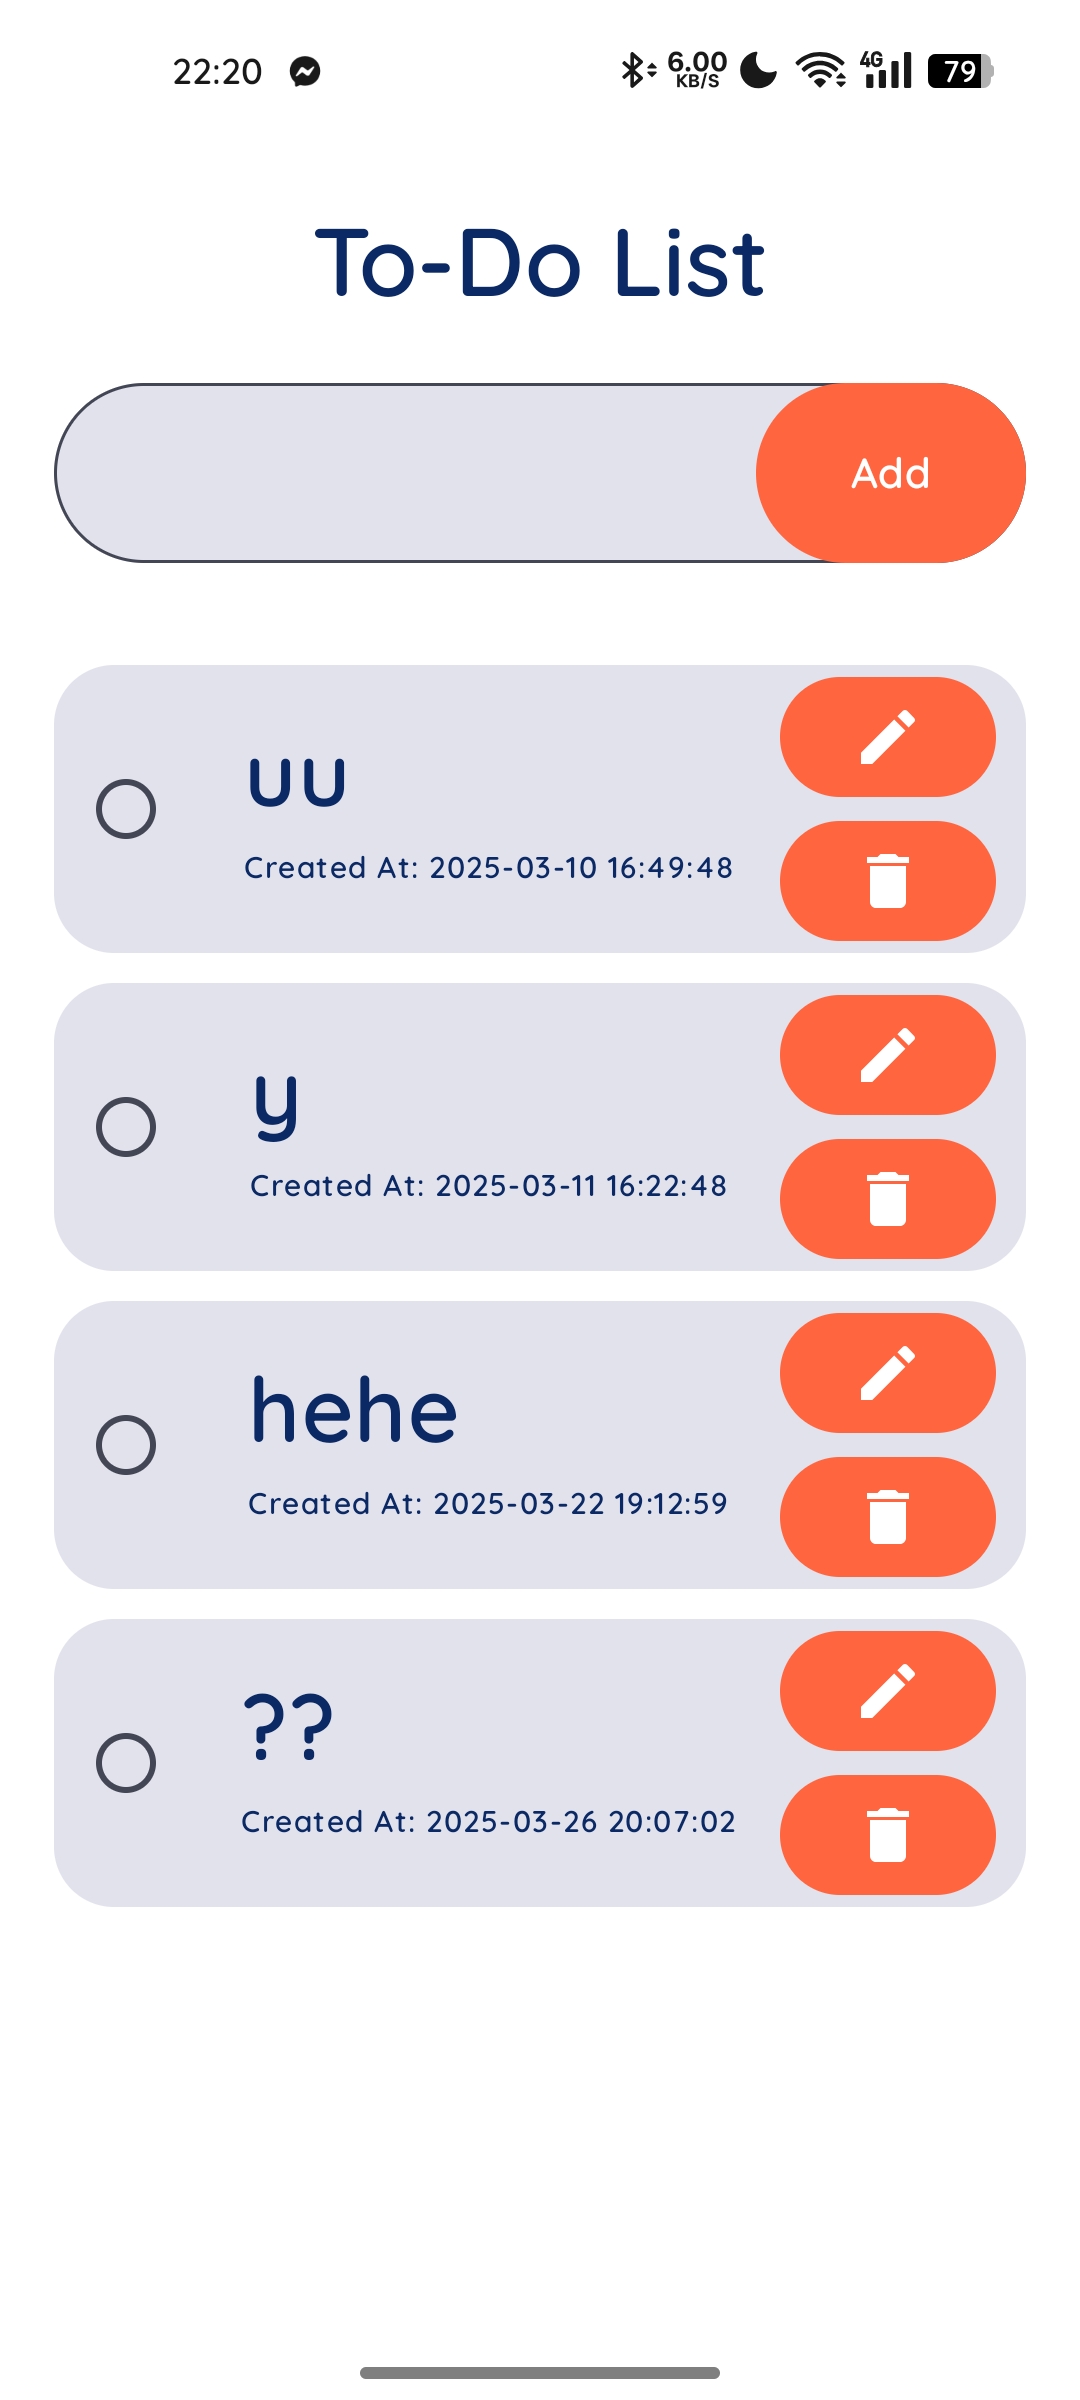 22:20 6.00 KB/S 4G 79
To-Do List
Add
uu
Created At: 2025-03-10 16:49:48
y
Created At: 2025-03-11 16:22:48
hehe
Created At: 2025-03-22 19:12:59
??
Created At: 2025-03-26 20:07:02